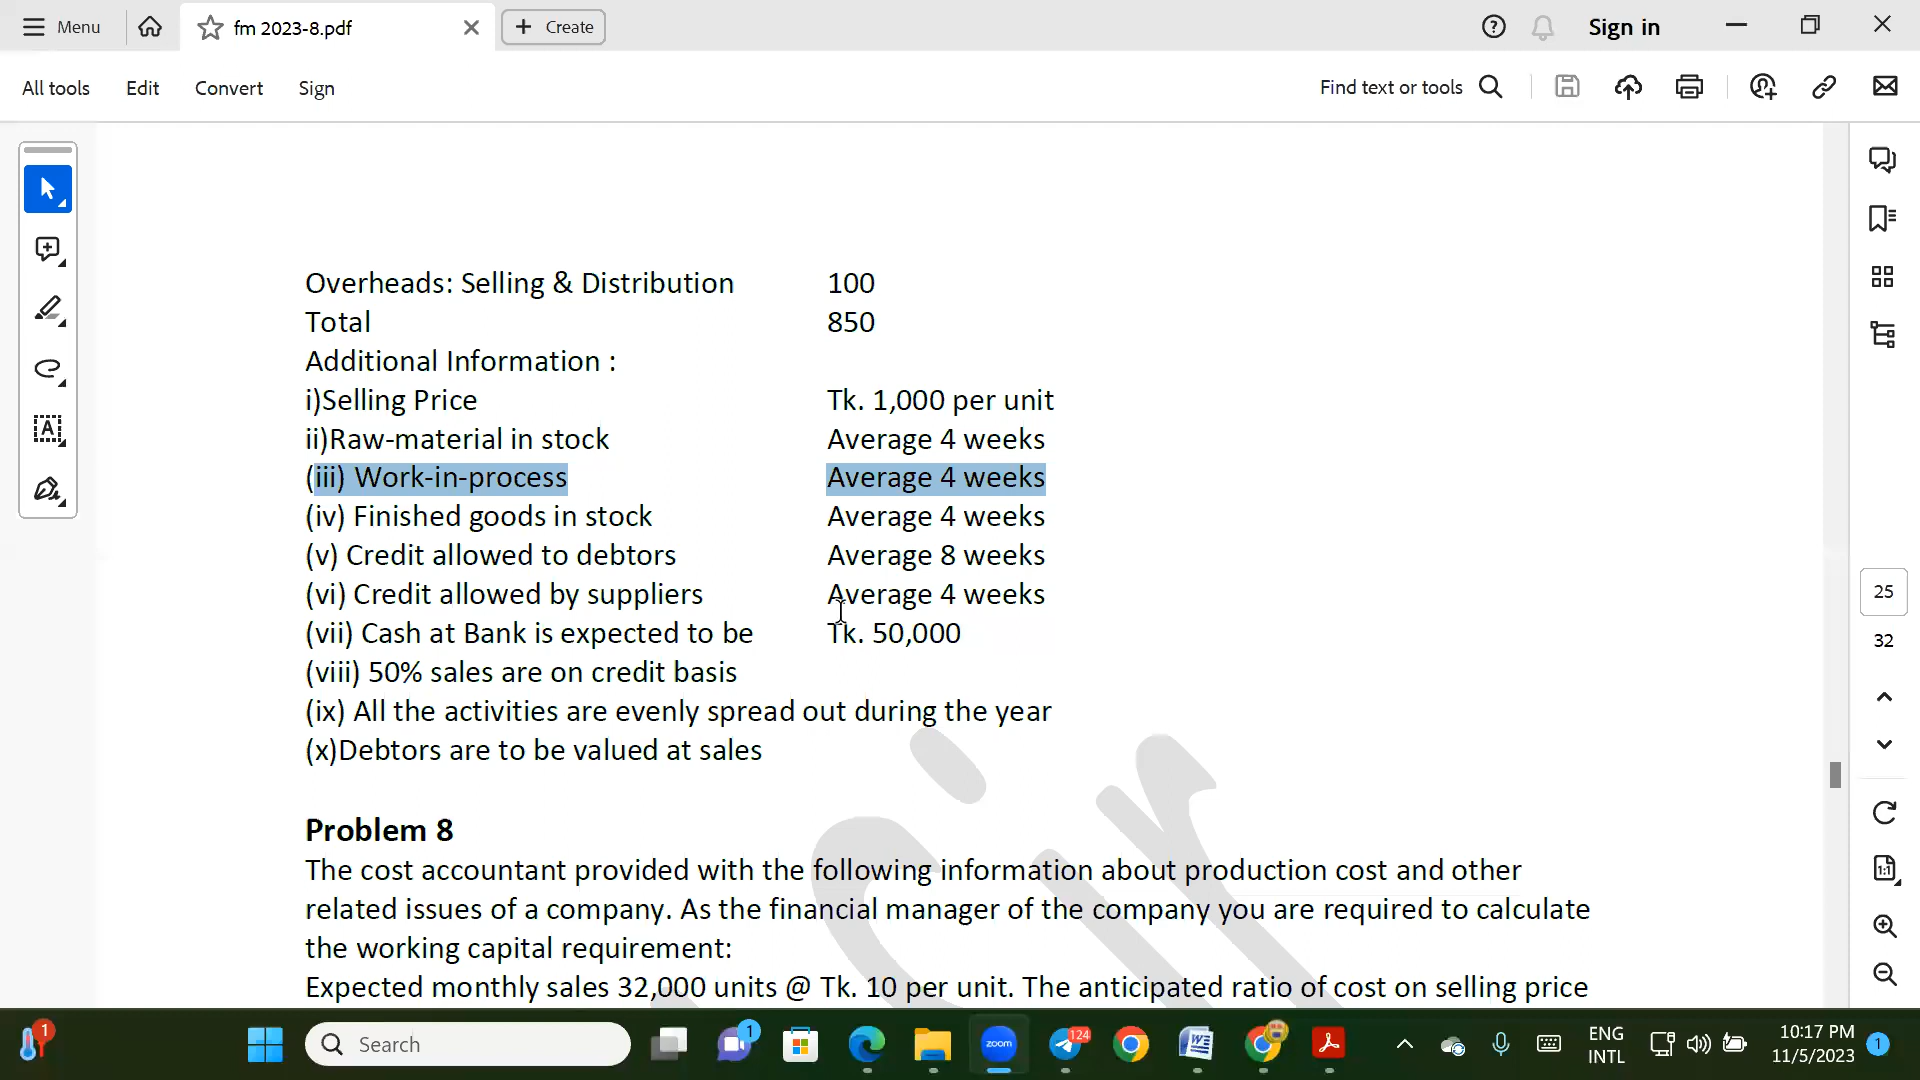 Menu
fm 2023-8.pdf
Create
Sign in
All tools
Edit
Convert
Sign
Find text or tools
Overheads: Selling & Distribution 100
Total 850
Additional Information :
i)Selling Price Tk. 1,000 per unit
ii)Raw-material in stock Average 4 weeks
(iii) Work-in-process Average 4 weeks
(iv) Finished goods in stock Average 4 weeks
(v) Credit allowed to debtors Average 8 weeks
(vi) Credit allowed by suppliers Average 4 weeks
(vii) Cash at Bank is expected to be Tk. 50,000
(viii) 50% sales are on credit basis
(ix) All the activities are evenly spread out during the year
(x)Debtors are to be valued at sales
Problem 8
The cost accountant provided with the following information about production cost and other
related issues of a company. As the financial manager of the company you are required to calculate
the working capital requirement:
Expected monthly sales 32,000 units @ Tk. 10 per unit. The anticipated ratio of cost on selling price
25
32
1:1
1
Search
1
zoom
124
ENG
INTL
10:17 PM
11/5/2023
1